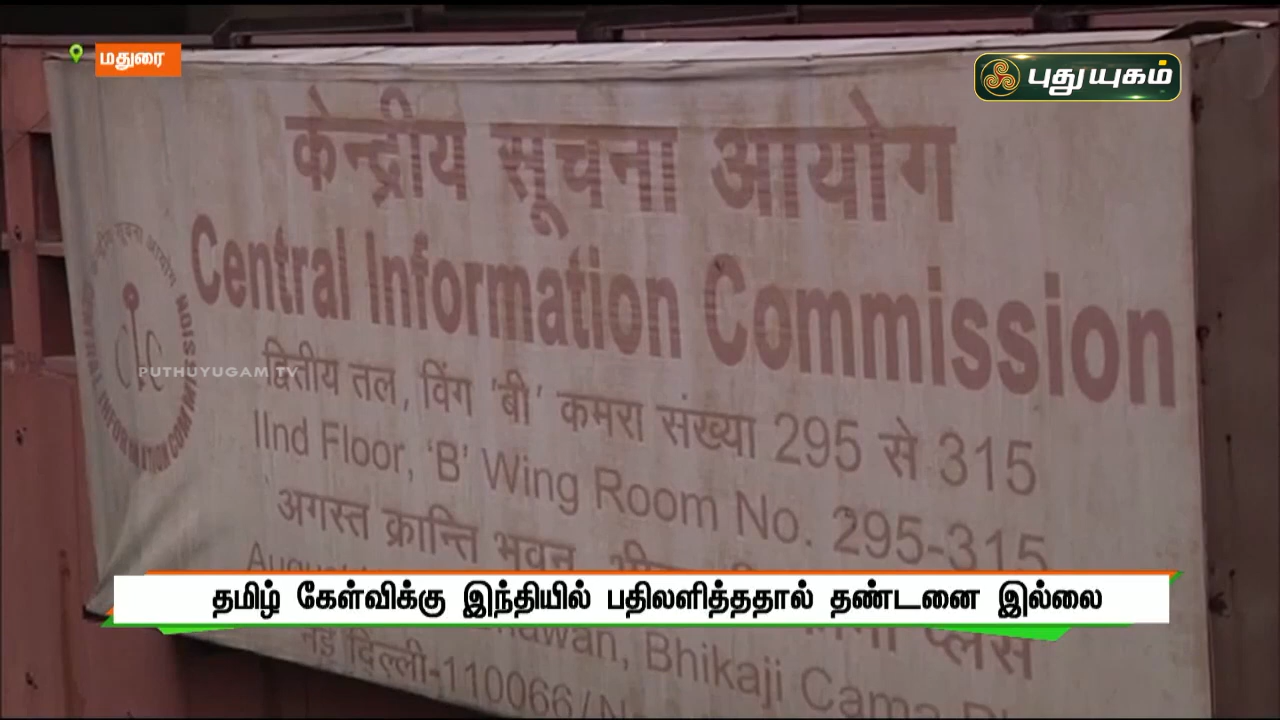 மதுரை
புதுயுகம்
केन्द्रीय सूचना आयोग
Central Information Commission
PUTHUYUGAM TV
द्वितीय तल, विंग 'बी' कमरा संख्या 295 से 315
IInd Floor, 'B' Wing Room No. 295-315
अगस्त क्रान्ति भवन,
தமிழ் கேள்விக்கு இந்தியில் பதிலளித்ததால் தண்டனை இல்லை
Bhawan, Bhikaji Cama
नई दिल्ली-110066/N